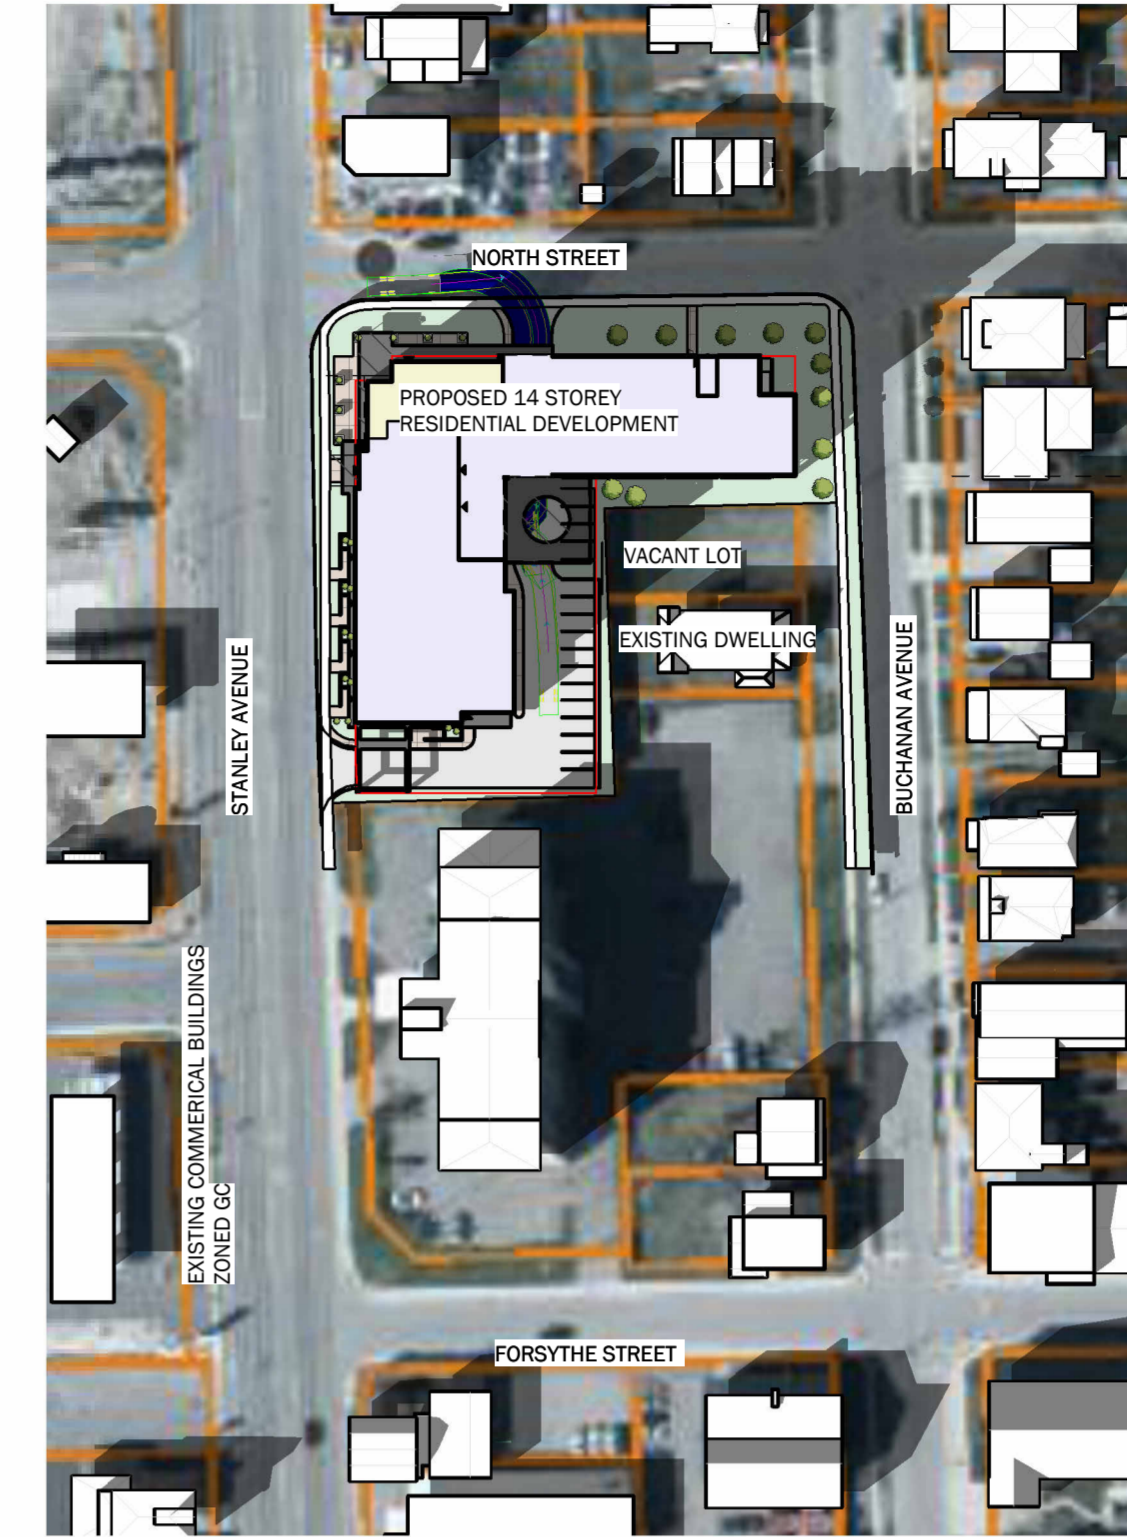 NORTH STREET
PROPOSED 14 STOREY
RESIDENTIAL DEVELOPMENT
VACANT LOT
EXISTING DWELLING
STANLEY AVENUE
BUCHANAN AVENUE
EXISTING COMMERICAL BUILDINGS
ZONED GC
FORSYTHE STREET